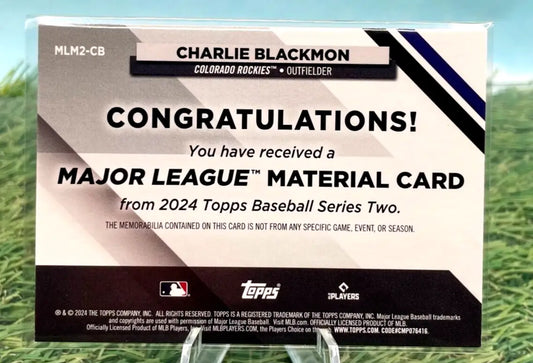 MLM2-CB
CHARLIE BLACKMON
COLORADO ROCKIES™ • OUTFIELDER
CONGRATULATIONS!
You have received a
MAJOR LEAGUE™ MATERIAL CARD
from 2024 Topps Baseball Series Two.
THE MEMORABILIA CONTAINED ON THIS CARD IS NOT FROM ANY SPECIFIC GAME, EVENT, OR SEASON.
topps
PLAYERS
® & © 2024 THE TOPPS COMPANY, INC. ALL RIGHTS RESERVED. TOPPS IS A REGISTERED TRADEMARK OF THE TOPPS COMPANY, INC. Major League Baseball trademarks
and copyrights are used with permission of Major League Baseball. Visit MLB.com. OFFICIALLY LICENSED PRODUCT OF MLB.
Officially Licensed Product of MLB Players, Inc. Visit MLBPLAYERS.COM, the Players Choice on WWW.TOPPS.COM. CODE#CMP076416.